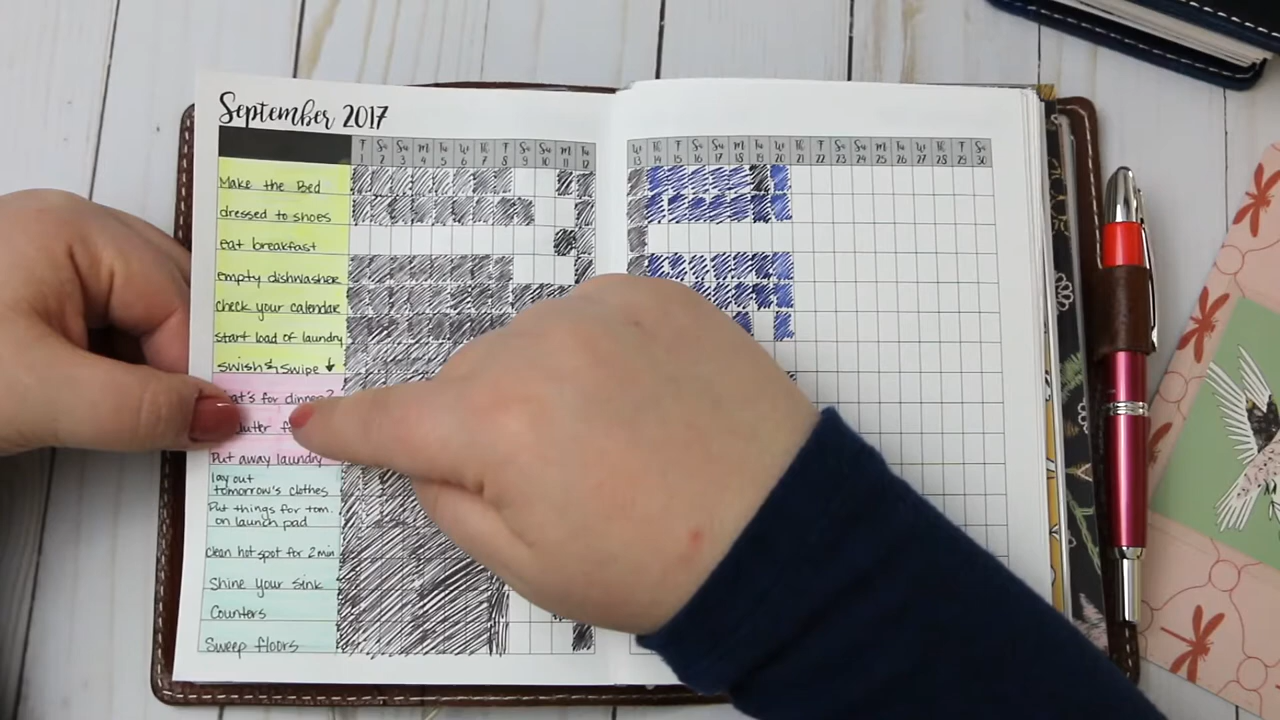 September 2017
F Sa Su M Tu W Th F Sa Su M Tu W Th F Sa Su M Tu W Th F Sa Su M Tu W Th F Sa
1 2 3 4 5 6 7 8 9 10 11 12 13 14 15 16 17 18 19 20 21 22 23 24 25 26 27 28 29 30
Make the Bed
dressed to shoes
eat breakfast
empty dishwasher
check your calendar
start load of laundry
swish & swipe ↓
for dinner?
Put away laundry
lay out
tomorrow's clothes
Put things for tom.
on launch pad
clean hot spot for 2 min
Shine your sink
Counters
Sweep floors